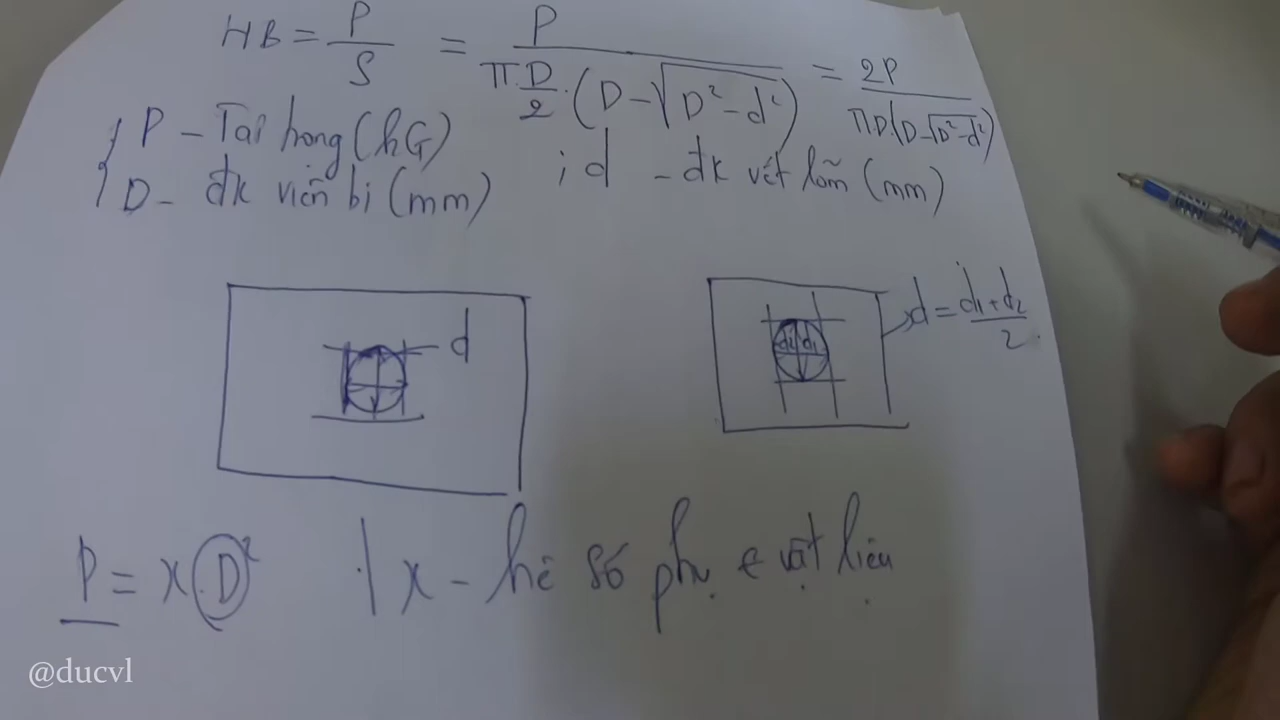 HB = P/S = P/(π.D/2.(D-√(D²-d²))) = 2P/(π.D.(D-√(D²-d²)))
P - Tải trọng (kG)
D - đk viên bi (mm) ; d - đk vết lõm (mm)
d
d₂ d₁
d = (d₁+d₂)/2
P = x.D² | x - hệ số phụ € vật liệu
@ducvl